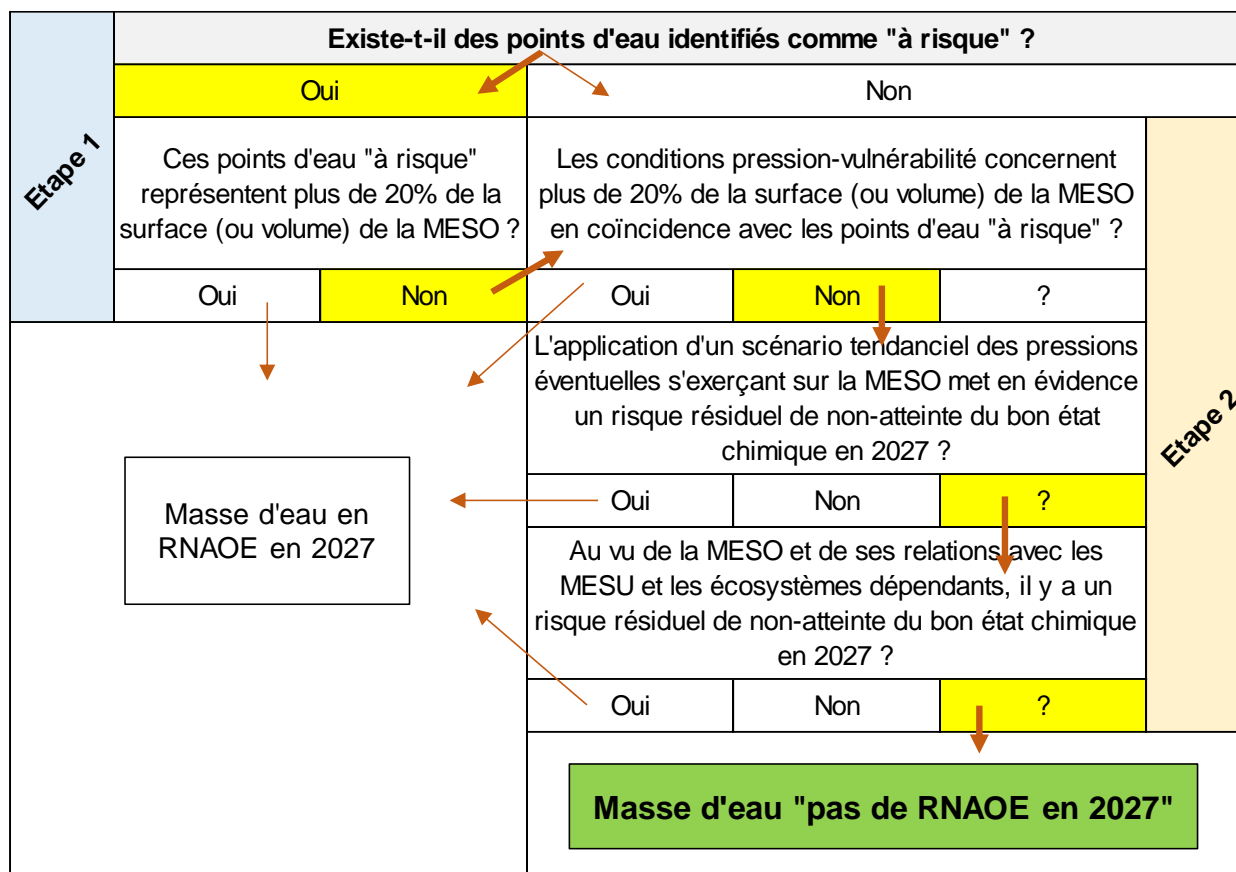 Existe-t-il des points d'eau identifiés comme "à risque" ?
Oui
Non
Etape 1
Ces points d'eau "à risque"
représentent plus de 20% de la
surface (ou volume) de la MESO ?
Les conditions pression-vulnérabilité concernent
plus de 20% de la surface (ou volume) de la MESO
en coïncidence avec les points d'eau "à risque" ?
Oui
Non
Oui
Non
?
L'application d'un scénario tendanciel des pressions
éventuelles s'exerçant sur la MESO met en évidence
un risque résiduel de non-atteinte du bon état
chimique en 2027 ?
Etape 2
Oui
Non
?
Masse d'eau en
RNAOE en 2027
Au vu de la MESO et de ses relations avec les
MESU et les écosystèmes dépendants, il y a un
risque résiduel de non-atteinte du bon état chimique
en 2027 ?
Oui
Non
?
Masse d'eau "pas de RNAOE en 2027"